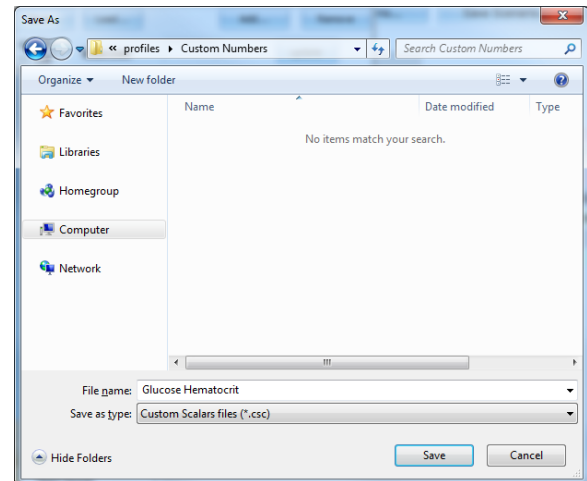 Save As
« profiles Custom Numbers Search Custom Numbers
Organize New folder
Name Date modified Type
No items match your search.
Favorites
Libraries
Homegroup
Computer
Network
File name: Glucose Hematocrit
Save as type: Custom Scalars files (*.csc)
Hide Folders Save Cancel